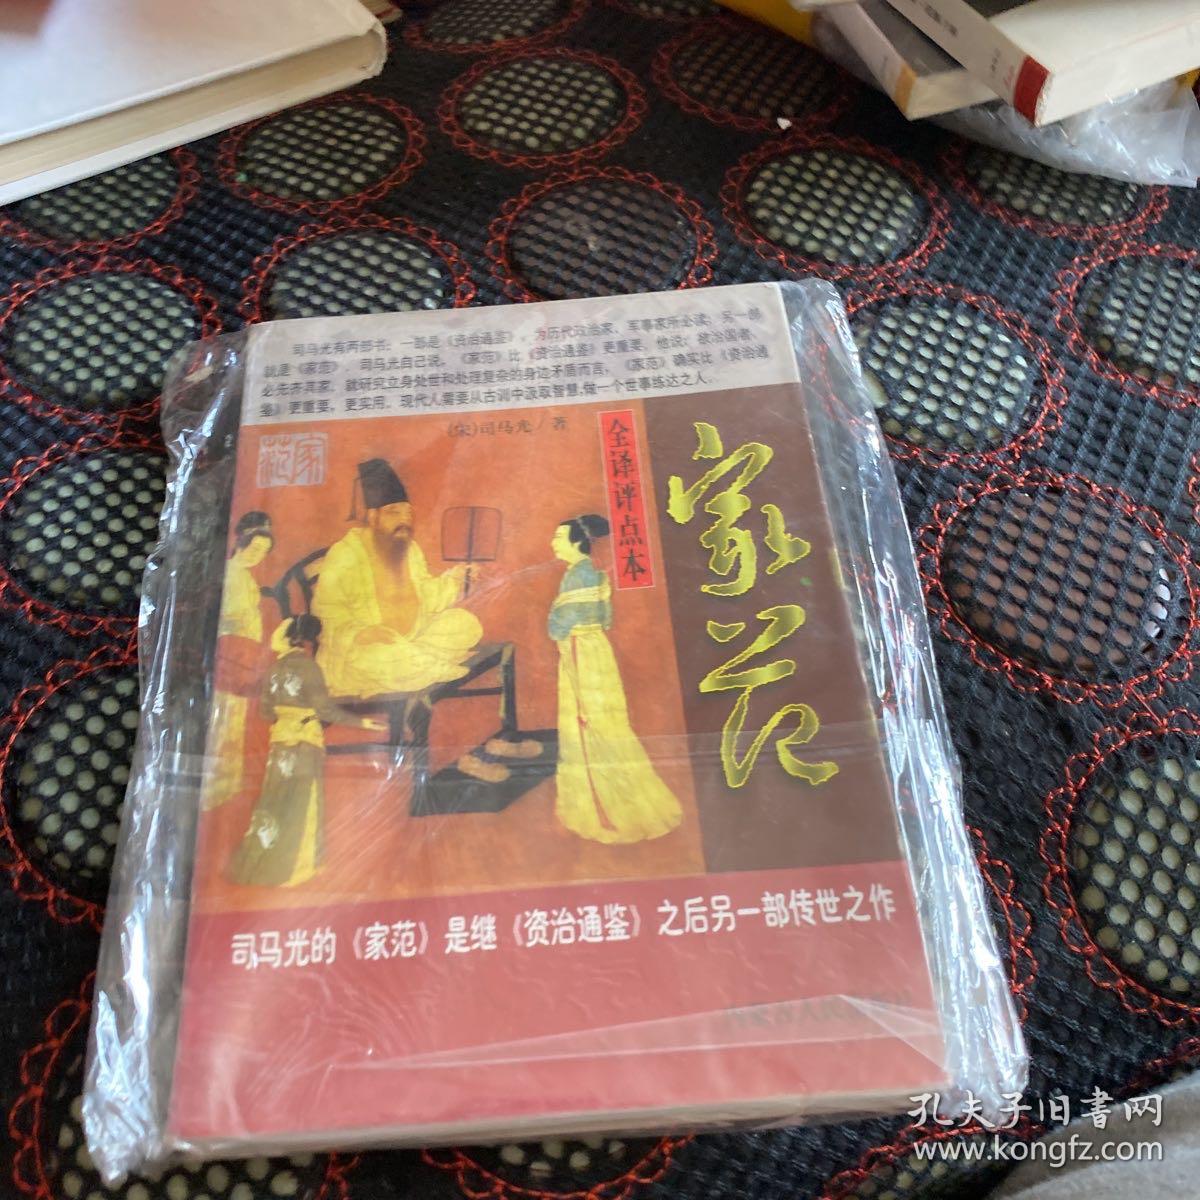 司马光有两部书：一部是《资治通鉴》，为历代政治家、军事家所必读；另一部
就是《家范》。司马光自己说，《家范》比《资治通鉴》更重要。他说：欲治国者，
必先齐其家。就研究立身处世和处理复杂的身边矛盾而言，《家范》确实比《资治通
鉴》更重要，更实用。现代人需要从古训中汲取智慧，做一个世事练达之人。
(宋)司马光／著
家范
全译评点本
家范
司马光的《家范》是继《资治通鉴》之后另一部传世之作
孔夫子旧書网
www.kongfz.com